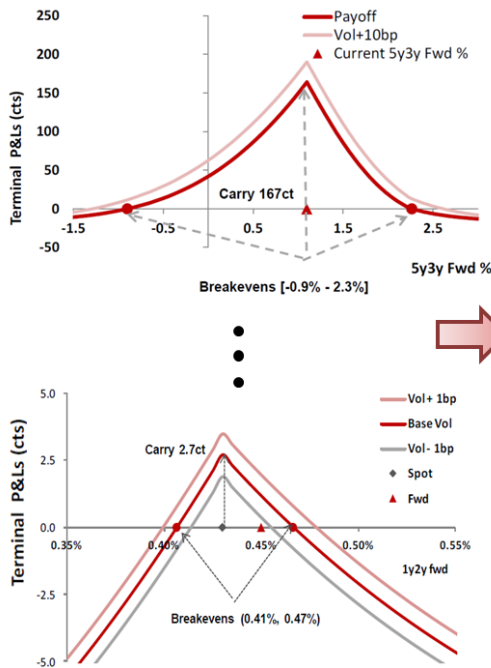 250
200
150
100
50
0
-50
Terminal P&Ls (cts)
Payoff
Vol+10bp
Current 5y3y Fwd %
Carry 167ct
-1.5
-0.5
0.5
1.5
2.5
5y3y Fwd %
Breakevens [-0.9% - 2.3%]
5.0
2.5
0.0
-2.5
-5.0
Terminal P&Ls (cts)
Vol+ 1bp
Base Vol
Vol- 1bp
Spot
Fwd
Carry 2.7ct
0.35%
0.40%
0.45%
0.50%
0.55%
1y2y fwd
Breakevens (0.41%, 0.47%)